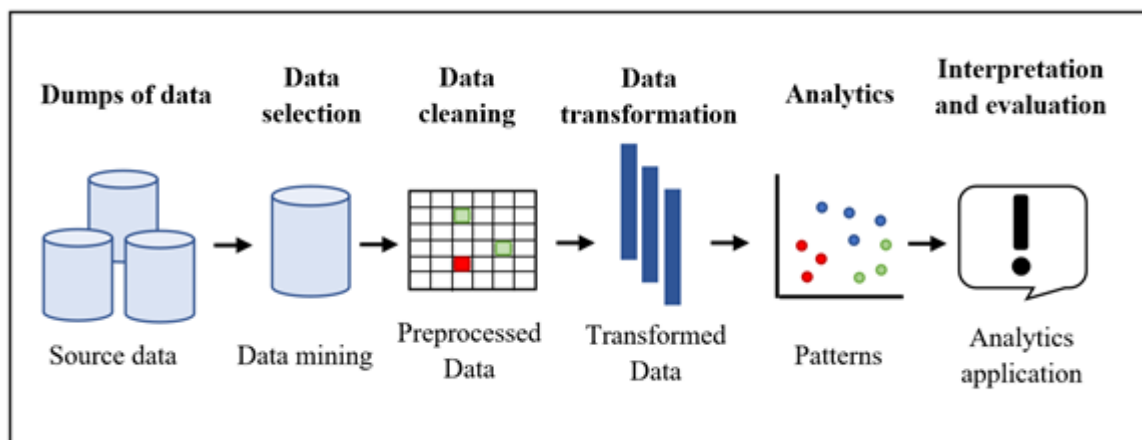 Dumps of data
Data
selection
Data
cleaning
Data
transformation
Analytics
Interpretation
and evaluation
Source data
Data mining
Preprocessed
Data
Transformed
Data
Patterns
Analytics
application